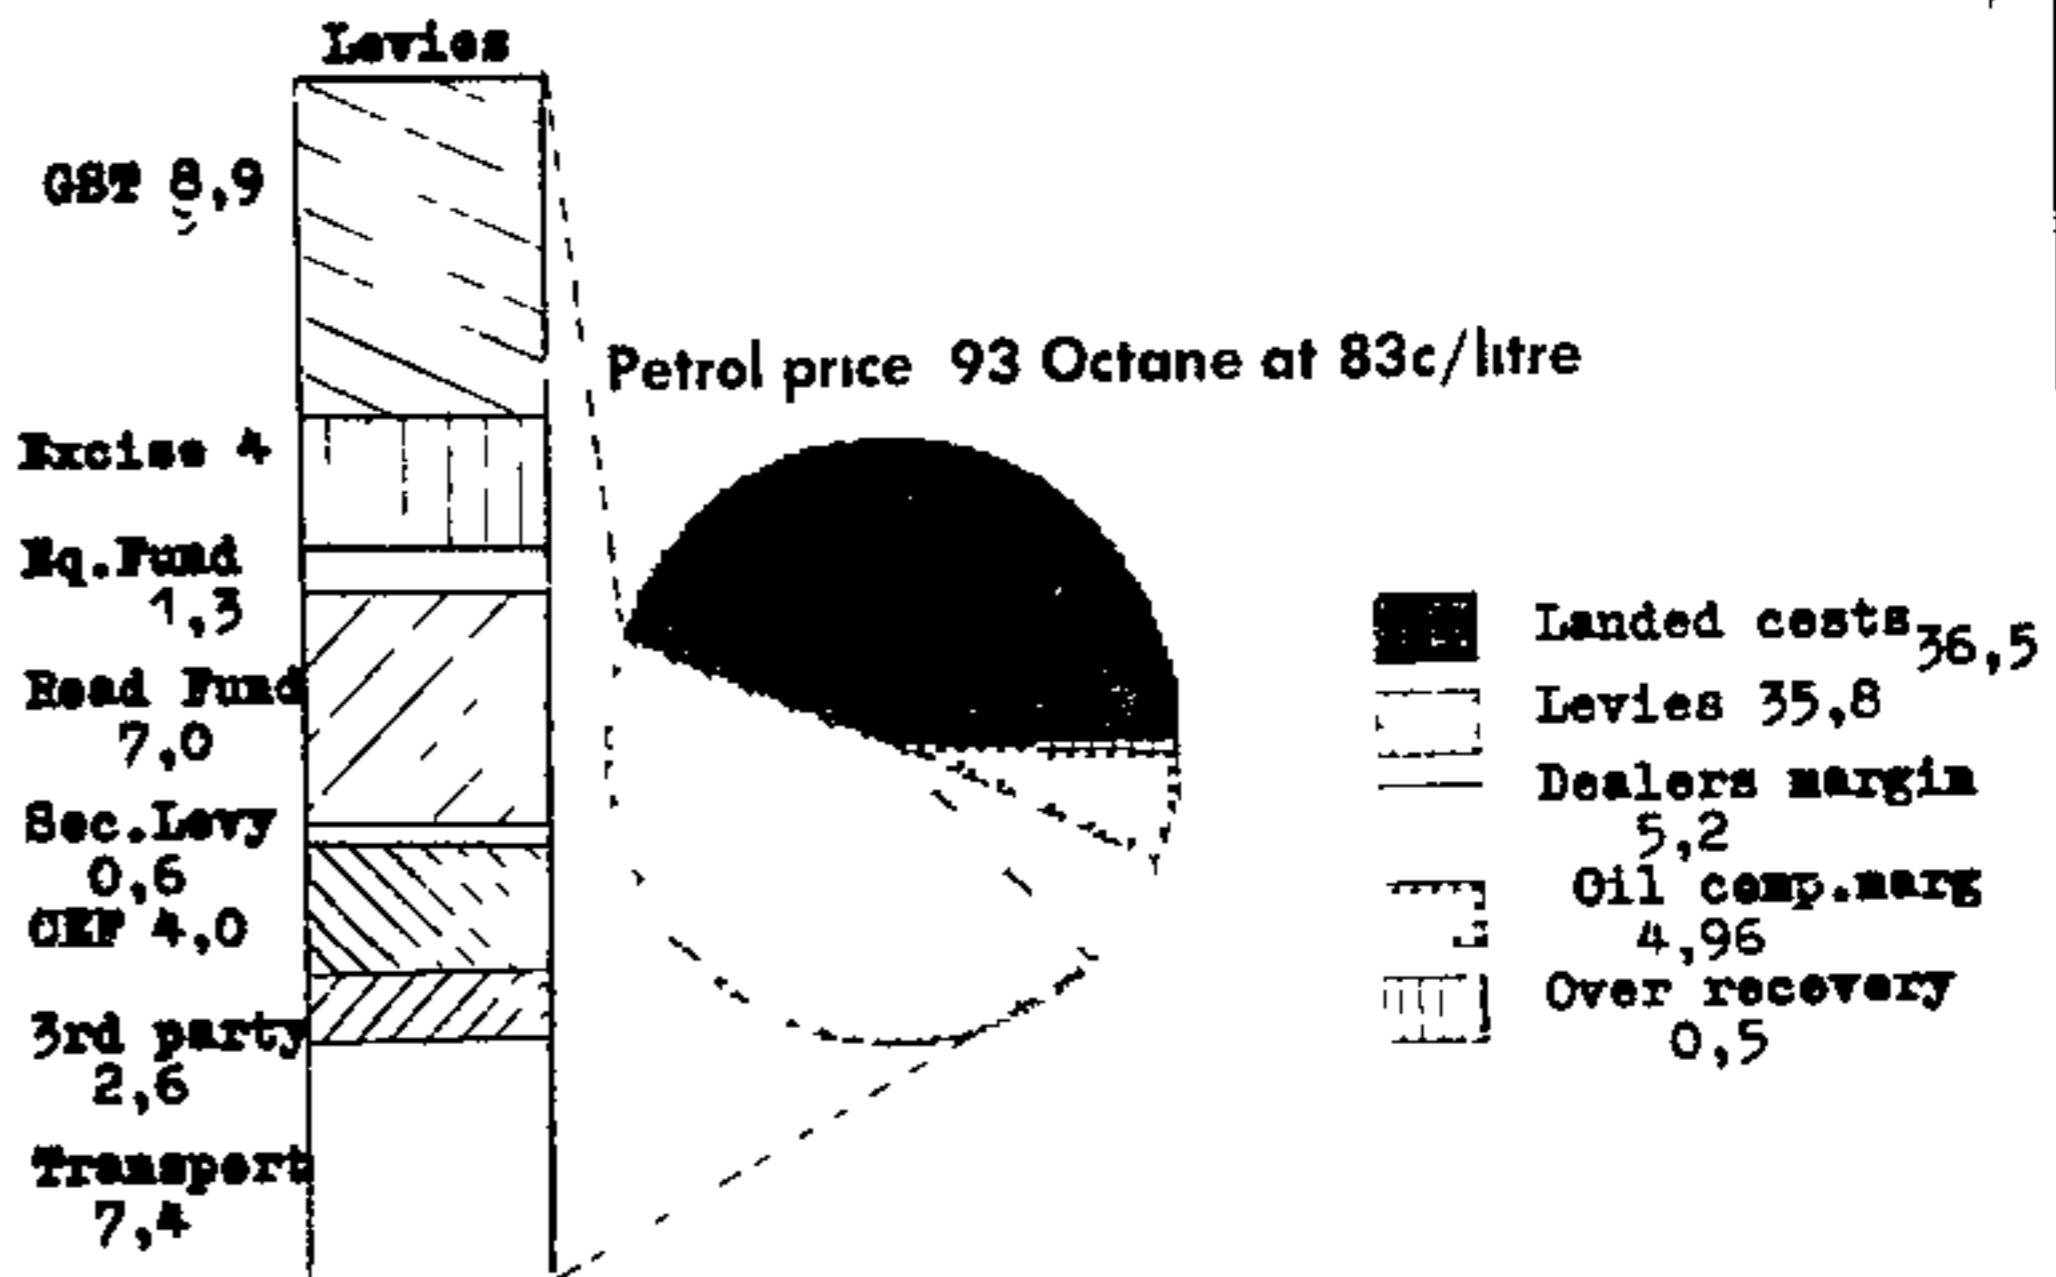 Levies
GST 8,9
Excise 4
Eq.Fund
1,3
Road Fund
7,0
Sec.Levy
0,6
CEF 4,0
3rd party
2,6
Transport
7,4
Petrol price 93 Octane at 83c/litre
Landed costs 36,5
Levies 35,8
Dealers margin
5,2
Oil comp.marg
4,96
Over recovery
0,5